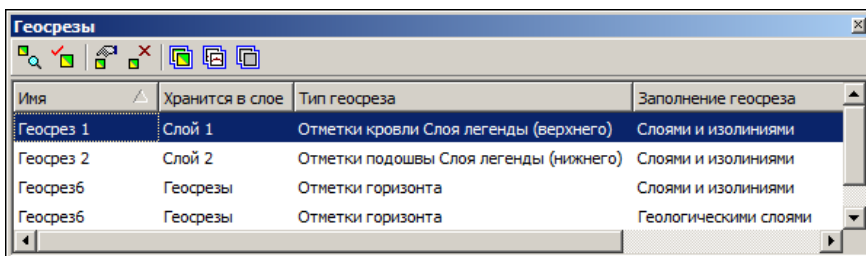 Геосрезы
Имя Хранится в слое Тип геосреза Заполнение геосреза
Геосрез 1 Слой 1 Отметки кровли Слоя легенды (верхнего) Слоями и изолиниями
Геосрез 2 Слой 2 Отметки подошвы Слоя легенды (нижнего) Слоями и изолиниями
Геосрез6 Геосрезы Отметки горизонта Слоями и изолиниями
Геосрез6 Геосрезы Отметки горизонта Геологическими слоями